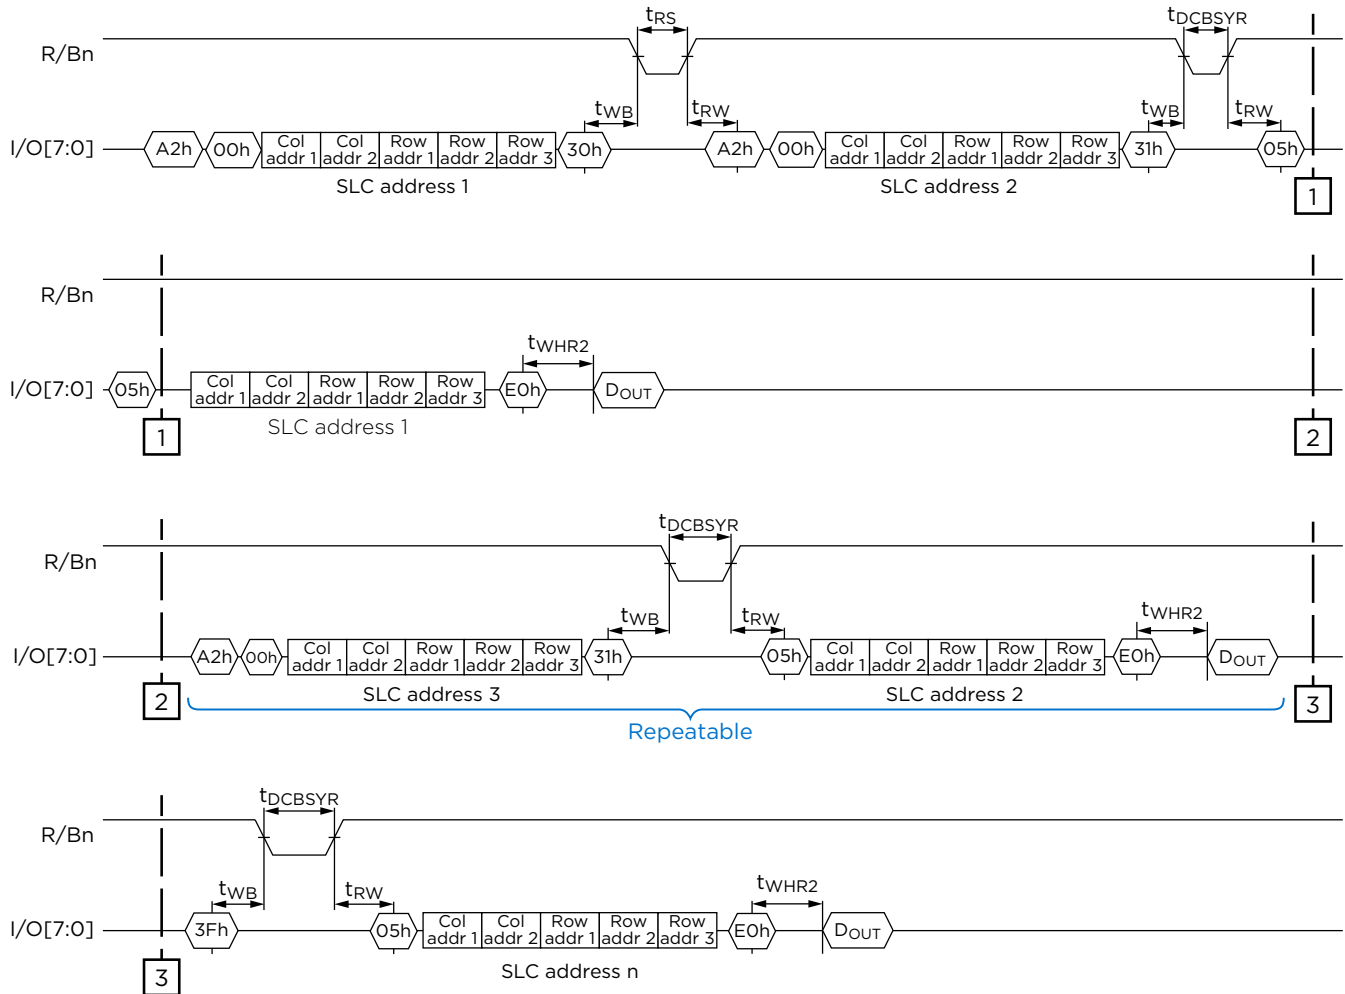 tRS tDCBSYR
R/Bn
tWB tRW tWB tRW
I/O[7:0] A2h 00h Col addr 1 Col addr 2 Row addr 1 Row addr 2 Row addr 3 30h A2h 00h Col addr 1 Col addr 2 Row addr 1 Row addr 2 Row addr 3 31h 05h
SLC address 1 SLC address 2 1
R/Bn
tWHR2
I/O[7:0] 05h Col addr 1 Col addr 2 Row addr 1 Row addr 2 Row addr 3 E0h DOUT
1 SLC address 1 2
tDCBSYR
R/Bn
tWB tRW tWHR2
I/O[7:0] A2h 00h Col addr 1 Col addr 2 Row addr 1 Row addr 2 Row addr 3 31h 05h Col addr 1 Col addr 2 Row addr 1 Row addr 2 Row addr 3 E0h DOUT
2 SLC address 3 SLC address 2 3
Repeatable
tDCBSYR
R/Bn
tWB tRW tWHR2
I/O[7:0] 3Fh 05h Col addr 1 Col addr 2 Row addr 1 Row addr 2 Row addr 3 E0h DOUT
3 SLC address n